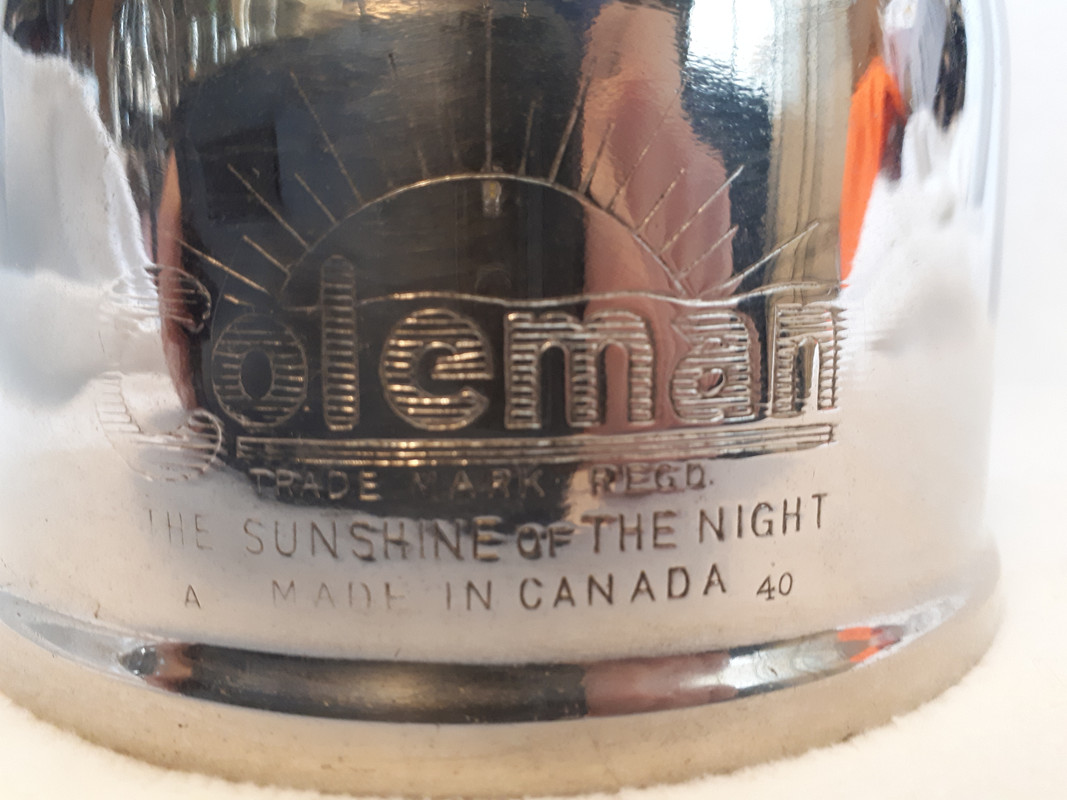 Coleman
TRADE MARK REGD.
THE SUNSHINE OF THE NIGHT
A MADE IN CANADA 40